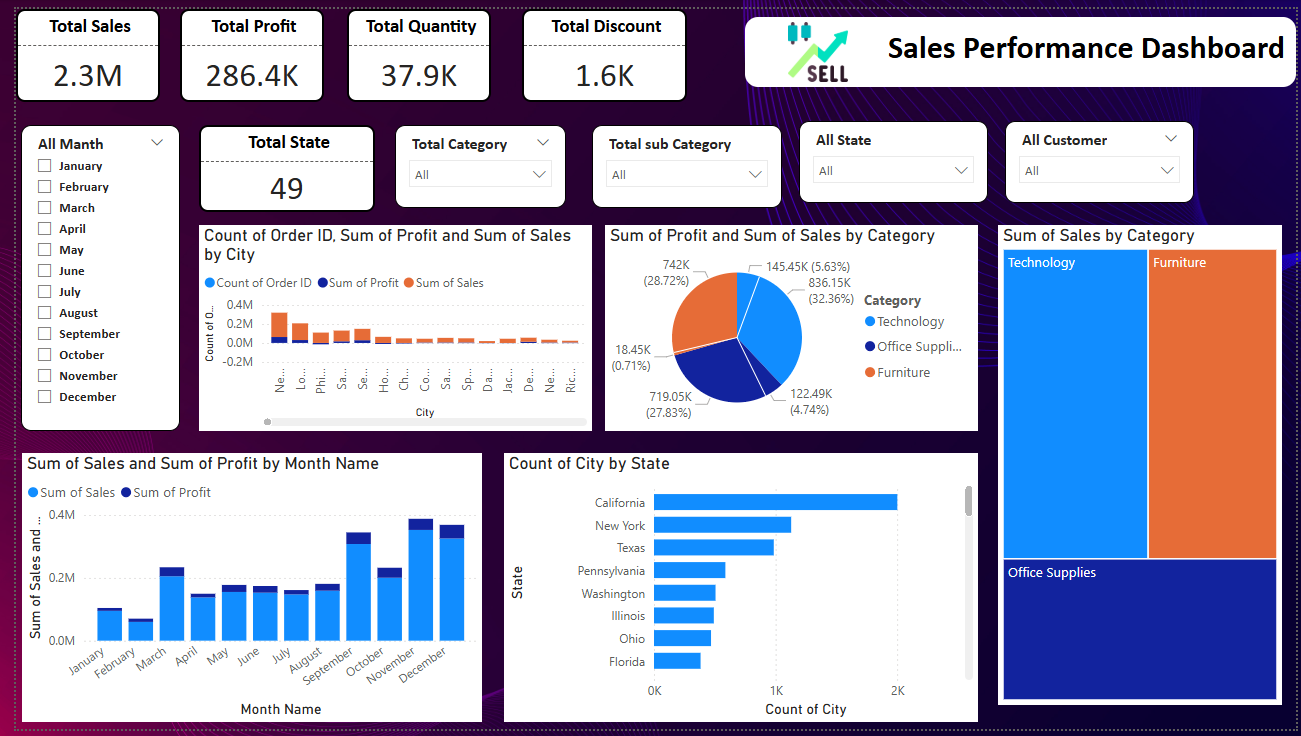 Total Sales
2.3M
Total Profit
286.4K
Total Quantity
37.9K
Total Discount
1.6K
SELL
Sales Performance Dashboard
All Manth
January
February
March
April
May
June
July
August
September
October
November
December
Total State
49
Total Category
All
Total sub Category
All
All State
All
All Customer
All
Count of Order ID, Sum of Profit and Sum of Sales
by City
Count of Order ID Sum of Profit Sum of Sales
Count of O...
0.4M
0.2M
0.0M
-0.2M
Ne...
Lo...
Phil...
Sa...
Se...
Ho...
Ch...
Co...
Sa...
Sp...
Da...
Jac...
De...
Ne...
Ric...
City
Sum of Profit and Sum of Sales by Category
742K
(28.72%)
145.45K (5.63%)
836.15K
(32.36%)
18.45K
(0.71%)
719.05K
(27.83%)
122.49K
(4.74%)
Category
Technology
Office Suppli...
Furniture
Sum of Sales by Category
Technology
Furniture
Office Supplies
Sum of Sales and Sum of Profit by Month Name
Sum of Sales Sum of Profit
Sum of Sales and ...
0.4M
0.2M
0.0M
January
February
March
April
May
June
July
August
September
October
November
December
Month Name
Count of City by State
State
California
New York
Texas
Pennsylvania
Washington
Illinois
Ohio
Florida
0K
1K
2K
Count of City